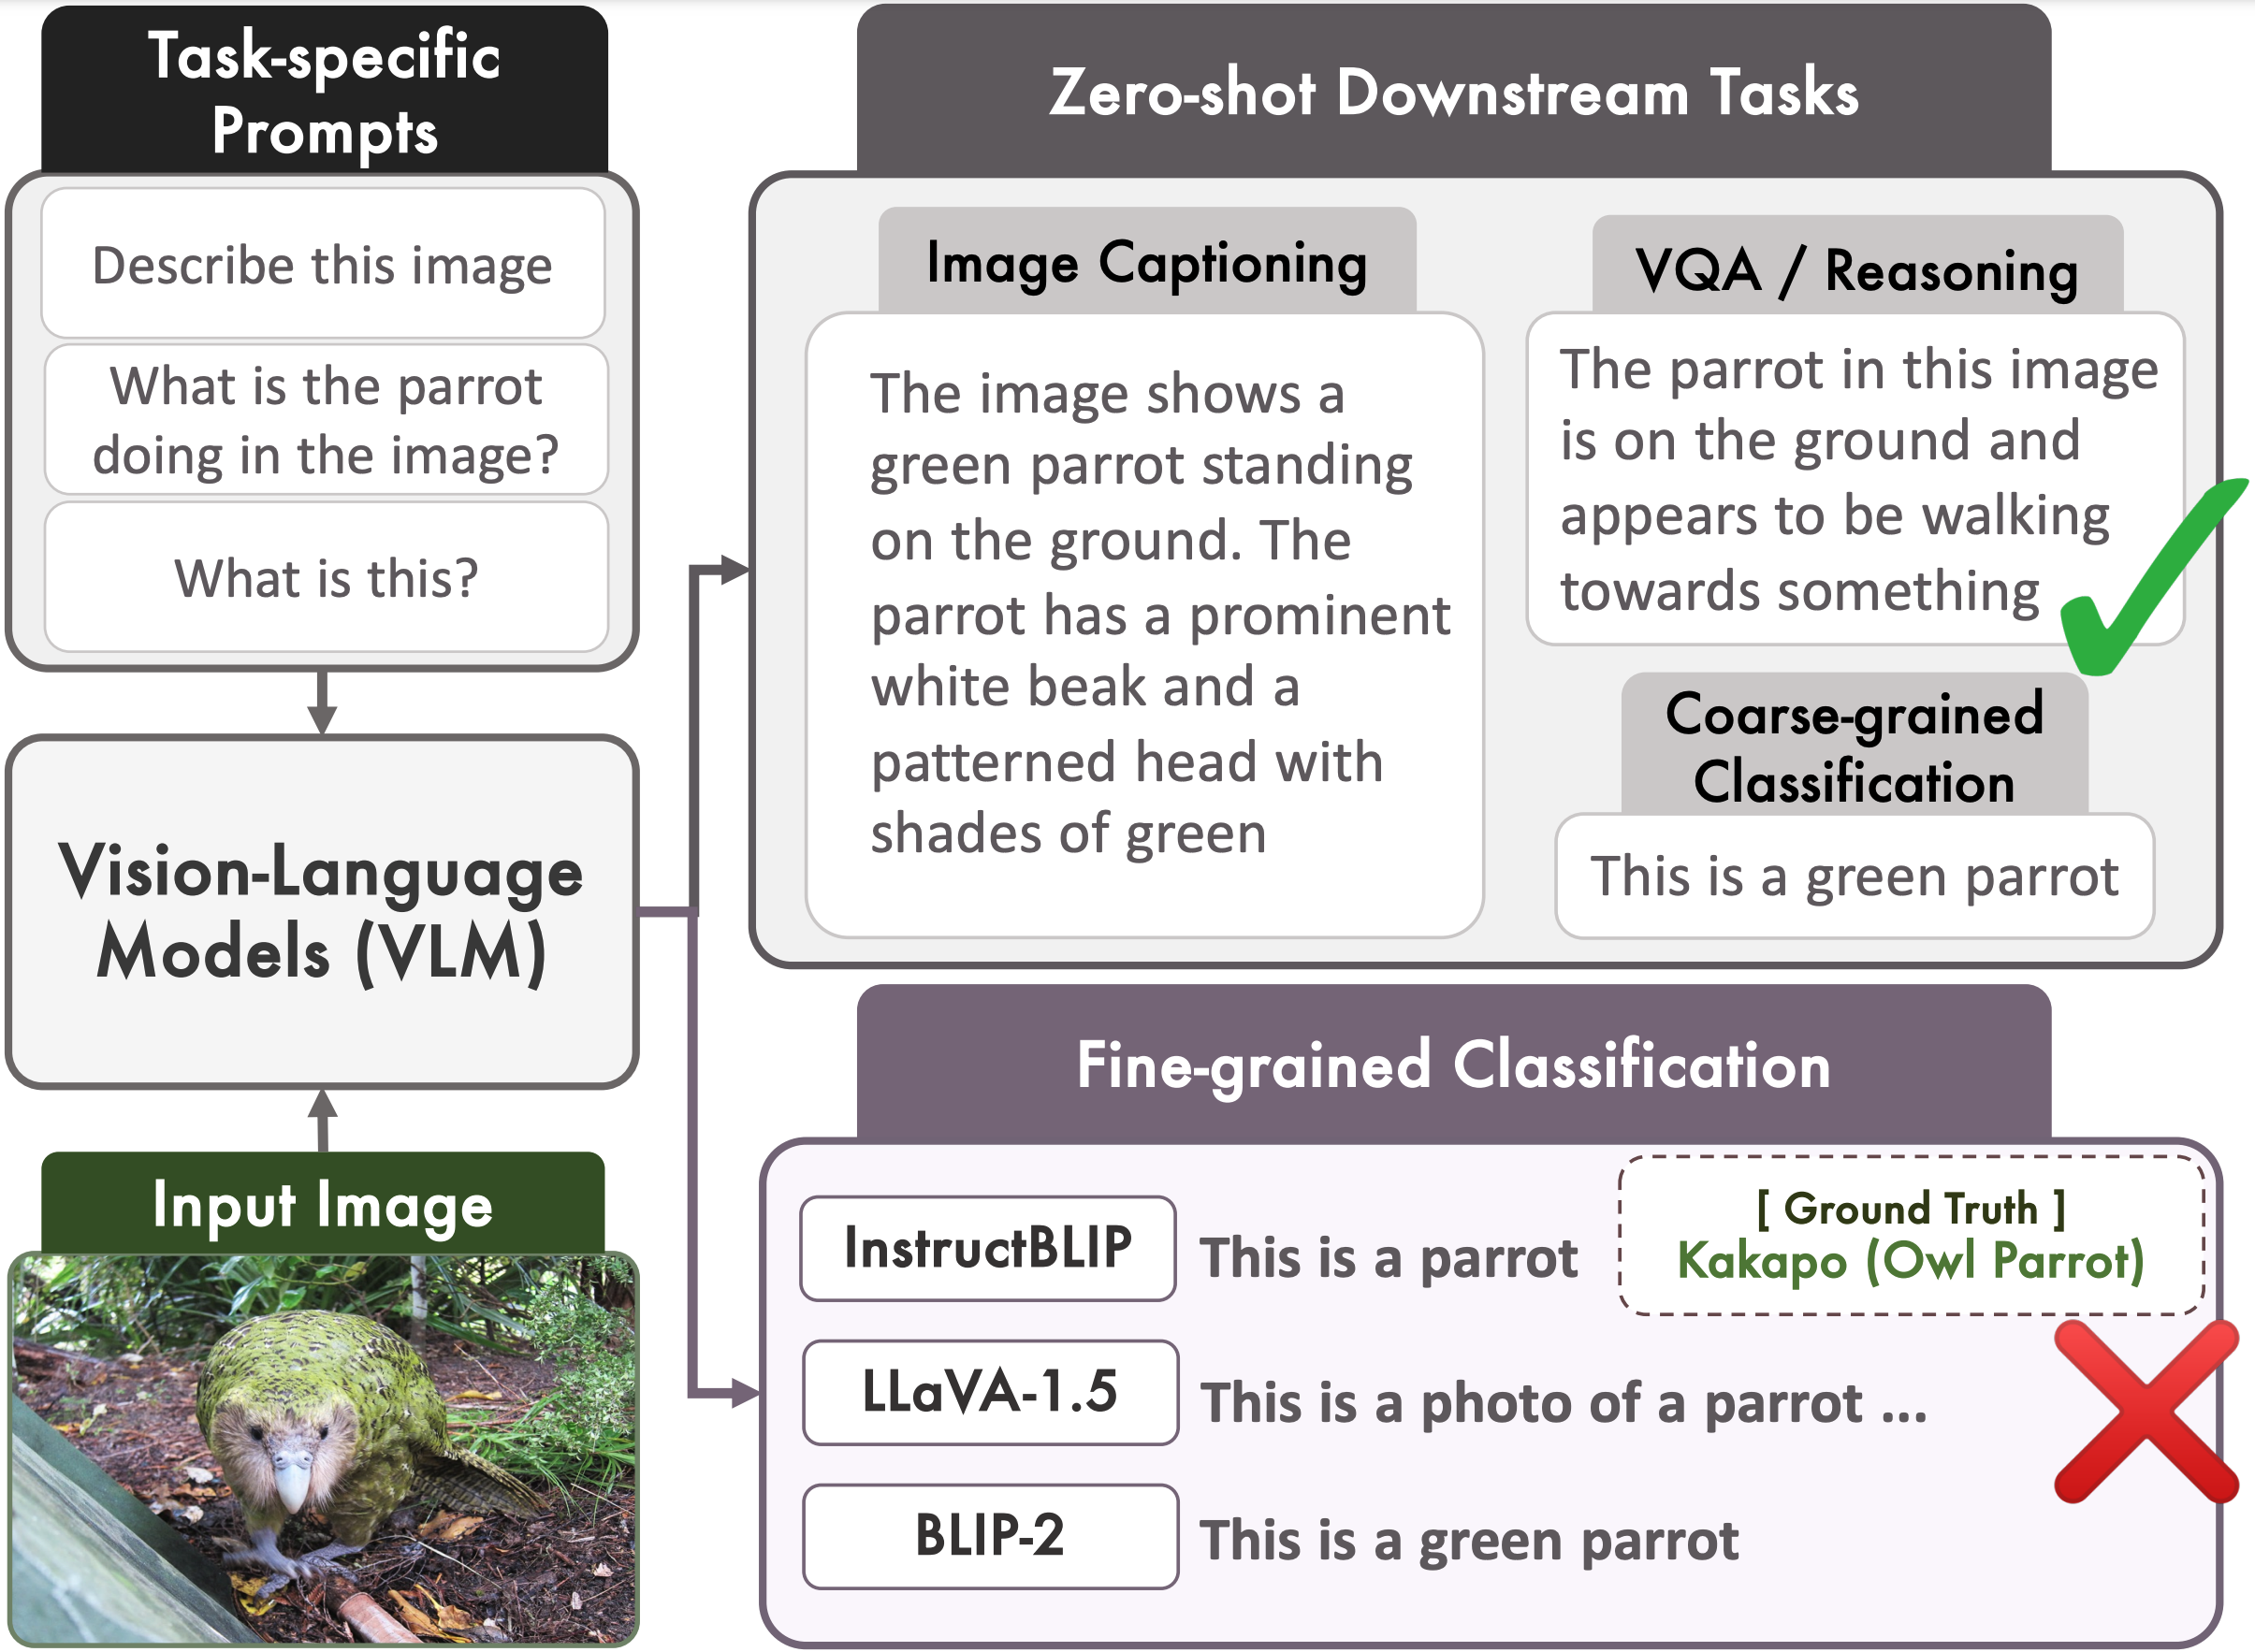 Task-specific
Prompts
Describe this image
What is the parrot
doing in the image?
What is this?
Vision-Language
Models (VLM)
Input Image
Zero-shot Downstream Tasks
Image Captioning
The image shows a
green parrot standing
on the ground. The
parrot has a prominent
white beak and a
patterned head with
shades of green
VQA / Reasoning
The parrot in this image
is on the ground and
appears to be walking
towards something
Coarse-grained
Classification
This is a green parrot
Fine-grained Classification
[ Ground Truth ]
Kakapo (Owl Parrot)
InstructBLIP
This is a parrot
LLaVA-1.5
This is a photo of a parrot ...
BLIP-2
This is a green parrot